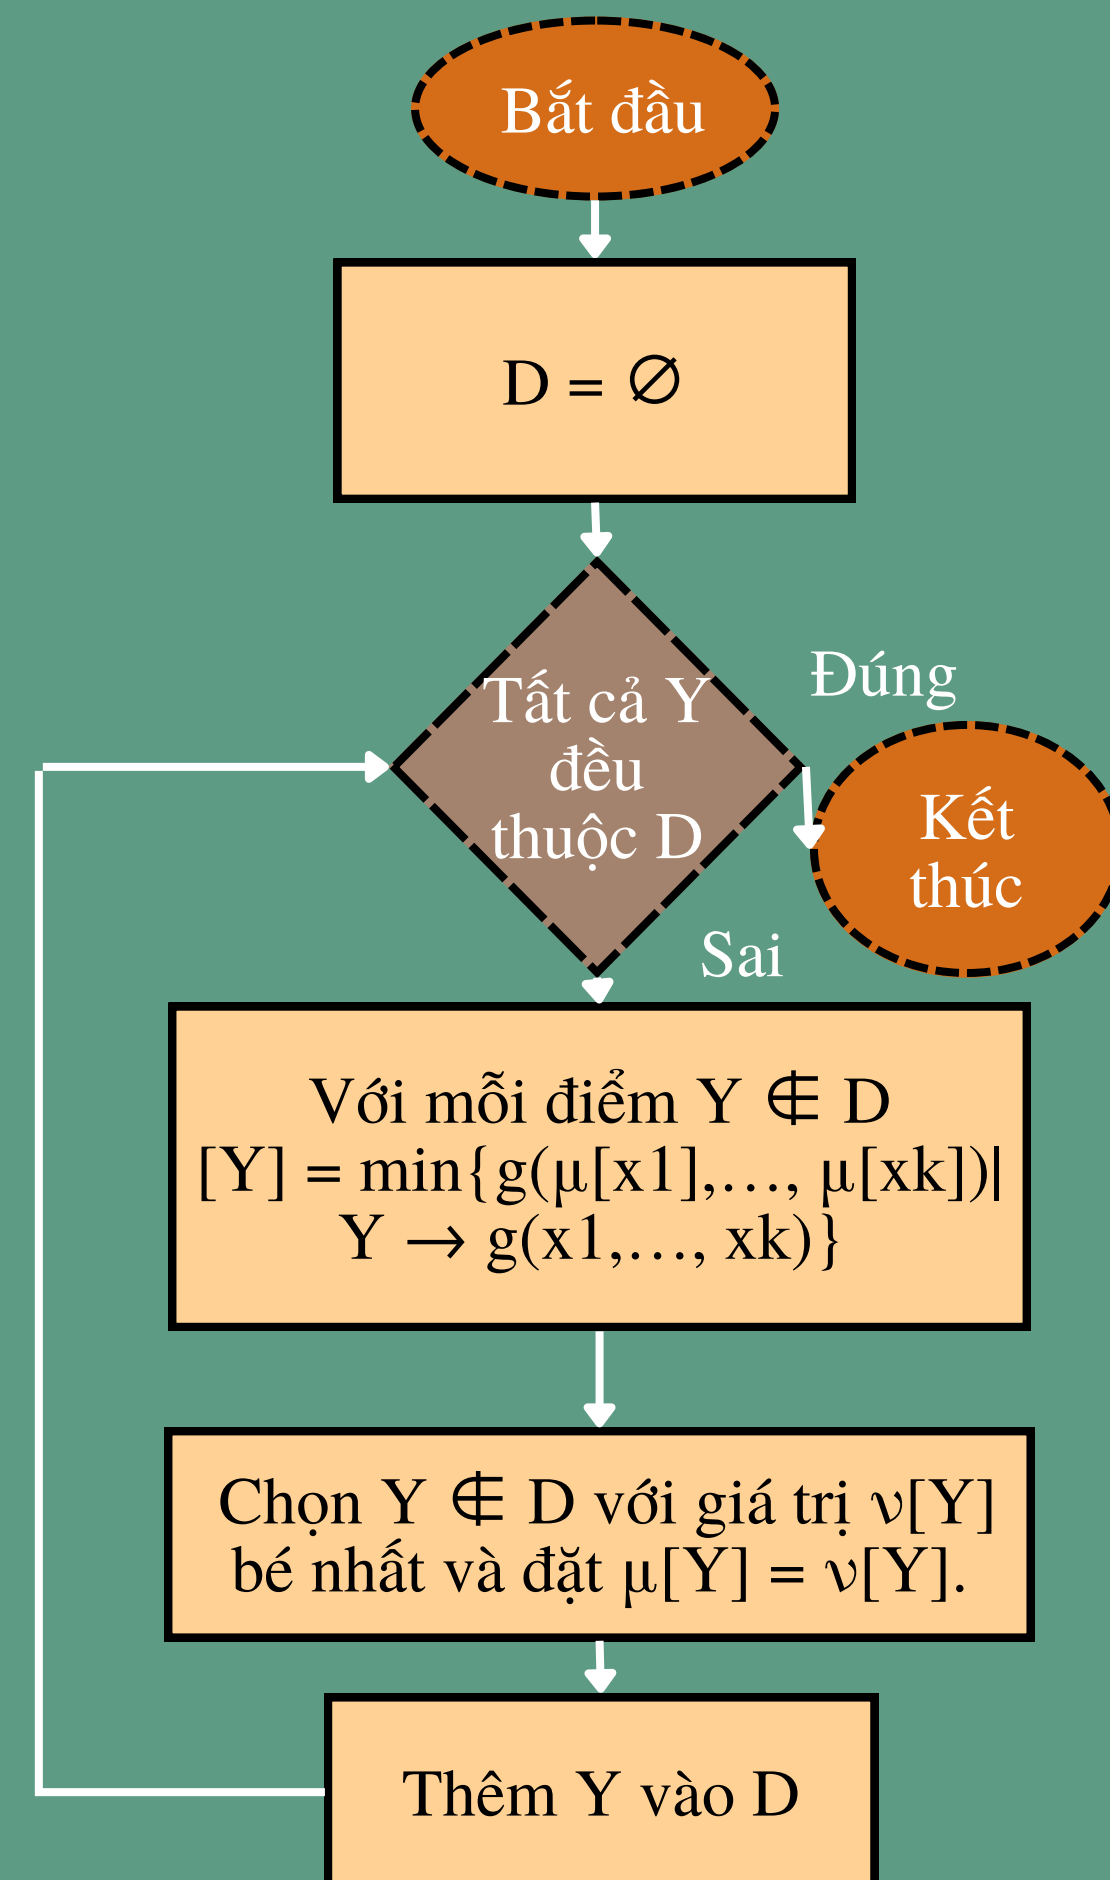 Bắt đầu
D = ∅
Tất cả Y
đều
thuộc D
Đúng
Kết
thúc
Sai
Với mỗi điểm Y ∉ D
[Y] = min{g(μ[x1],…, μ[xk])|
Y → g(x1,…, xk)}
Chọn Y ∉ D với giá trị ν[Y]
bé nhất và đặt μ[Y] = ν[Y].
Thêm Y vào D